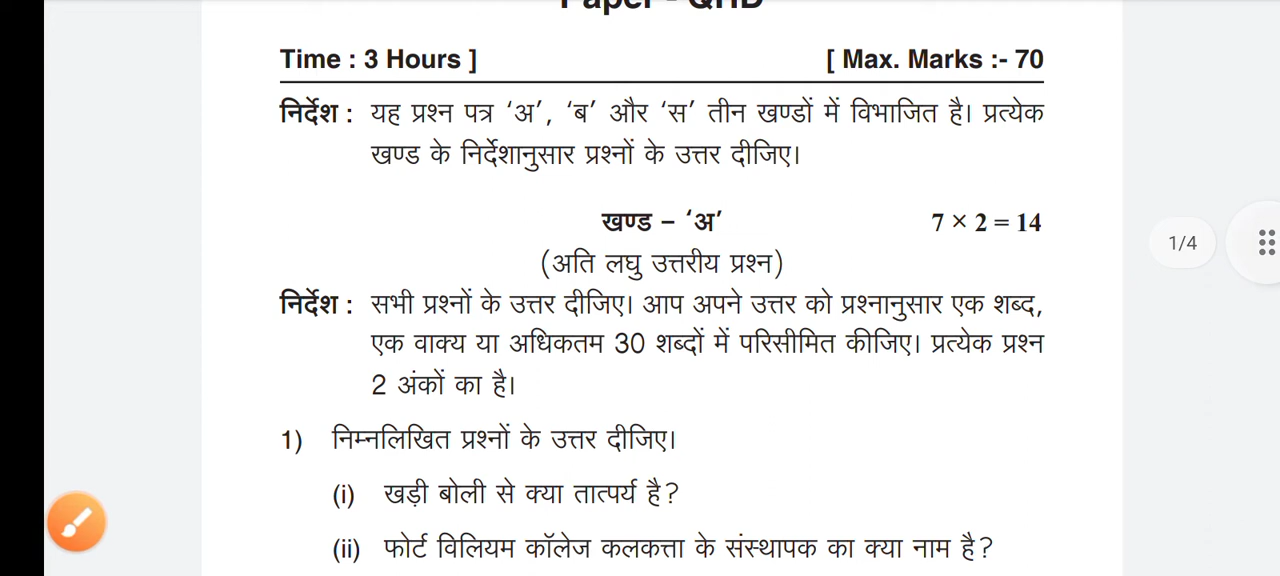 Paper - QHD
Time : 3 Hours ] [ Max. Marks :- 70
निर्देश : यह प्रश्न पत्र ‘अ’, ‘ब’ और ‘स’ तीन खण्डों में विभाजित है। प्रत्येक
खण्ड के निर्देशानुसार प्रश्नों के उत्तर दीजिए।
खण्ड – ‘अ’ 7 × 2 = 14
(अति लघु उत्तरीय प्रश्न)
निर्देश : सभी प्रश्नों के उत्तर दीजिए। आप अपने उत्तर को प्रश्नानुसार एक शब्द,
एक वाक्य या अधिकतम 30 शब्दों में परिसीमित कीजिए। प्रत्येक प्रश्न
2 अंकों का है।
1/4
1) निम्नलिखित प्रश्नों के उत्तर दीजिए।
(i) खड़ी बोली से क्या तात्पर्य है?
(ii) फोर्ट विलियम कॉलेज कलकत्ता के संस्थापक का क्या नाम है?